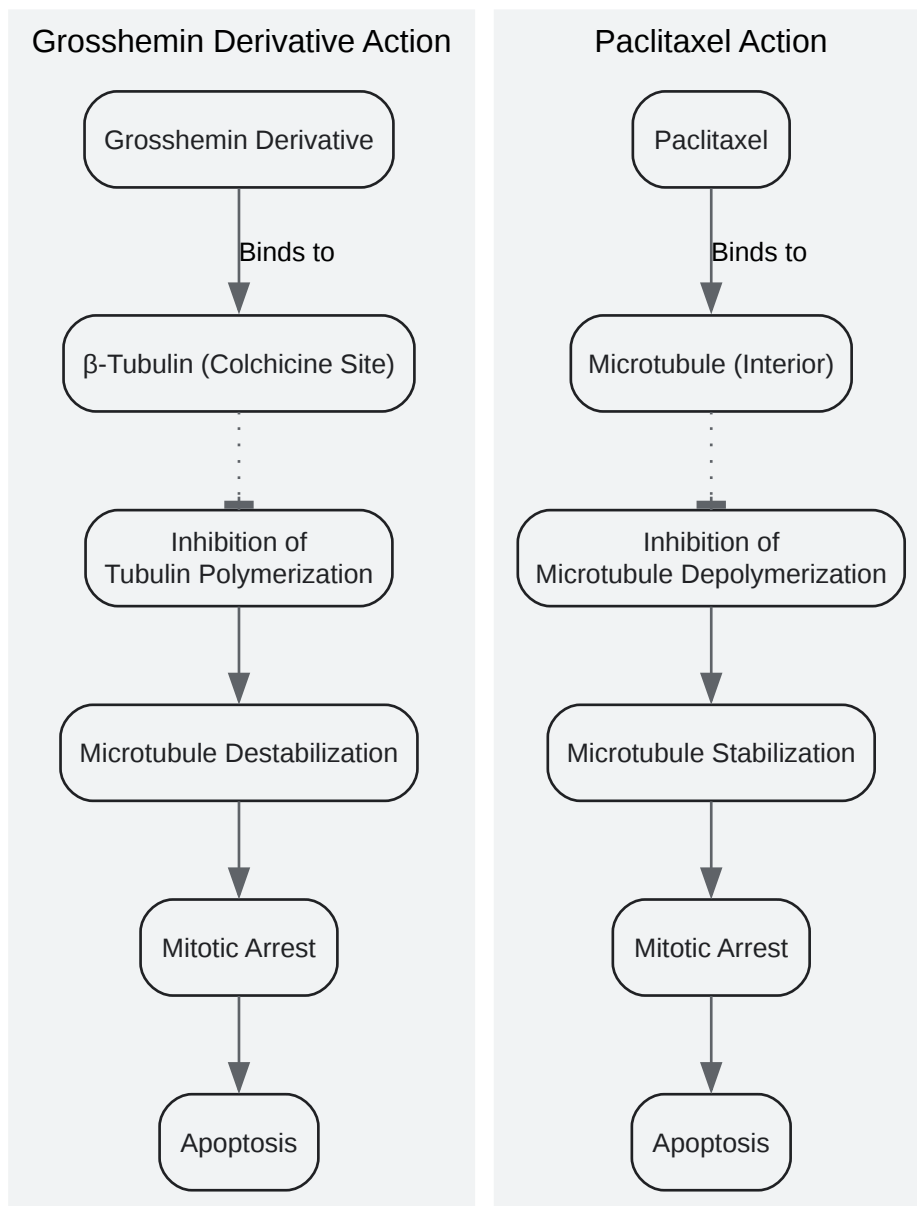 Grosshemin Derivative Action
Grosshemin Derivative
Binds to
β-Tubulin (Colchicine Site)
Inhibition of
Tubulin Polymerization
Microtubule Destabilization
Mitotic Arrest
Apoptosis
Paclitaxel Action
Paclitaxel
Binds to
Microtubule (Interior)
Inhibition of
Microtubule Depolymerization
Microtubule Stabilization
Mitotic Arrest
Apoptosis